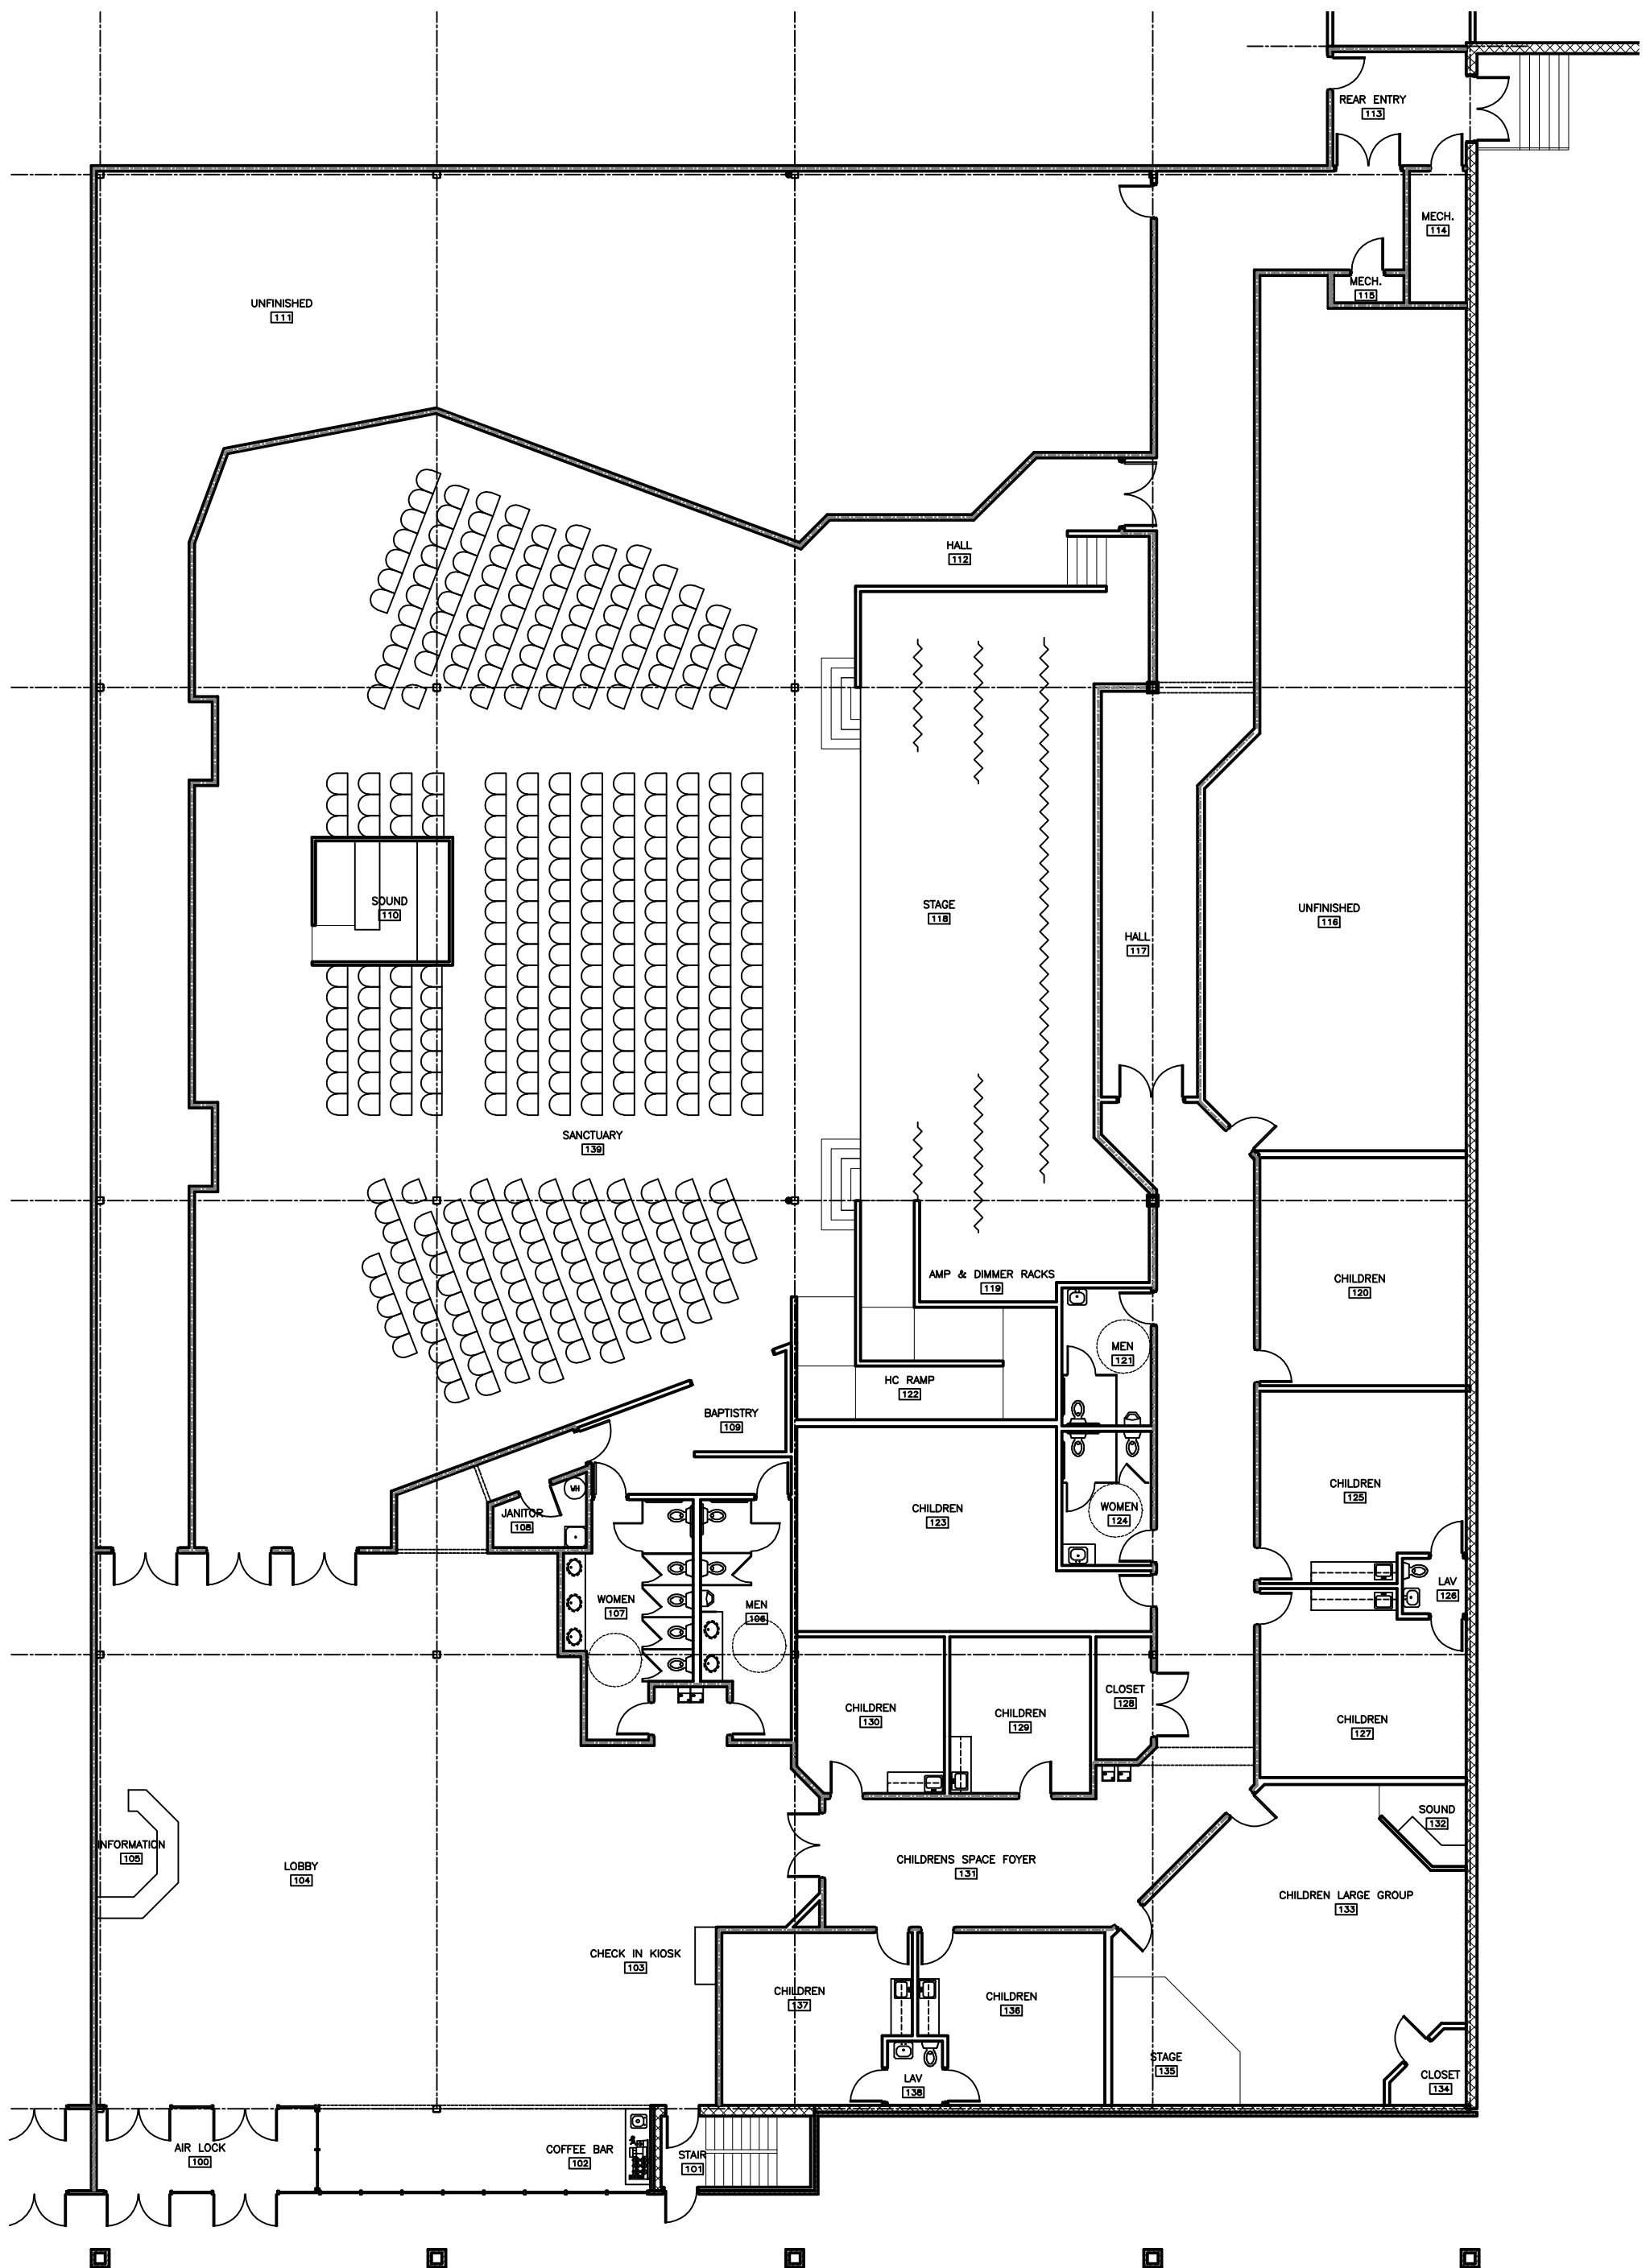 REAR ENTRY
113
MECH.
114
MECH.
115
UNFINISHED
111
HALL
112
SOUND
110
STAGE
118
UNFINISHED
116
HALL
117
SANCTUARY
139
AMP & DIMMER RACKS
119
CHILDREN
120
MEN
121
HC RAMP
122
BAPTISTRY
109
CHILDREN
125
WH
JANITOR
108
CHILDREN
123
WOMEN
124
LAV
126
WOMEN
107
MEN
106
CLOSET
128
CHILDREN
130
CHILDREN
129
CHILDREN
127
SOUND
132
INFORMATION
105
LOBBY
104
CHILDRENS SPACE FOYER
131
CHILDREN LARGE GROUP
133
CHECK IN KIOSK
103
CHILDREN
137
CHILDREN
136
STAGE
135
LAV
138
CLOSET
134
AIR LOCK
100
COFFEE BAR
102
STAIR
101